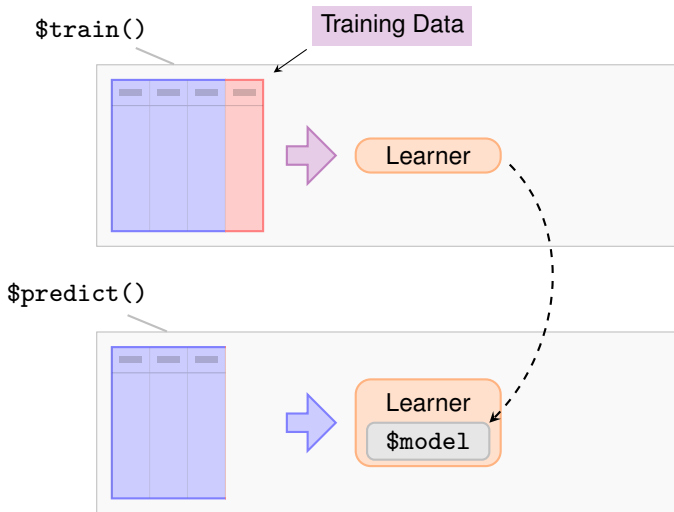 $train()
Training Data
Learner
$predict()
Learner
$model